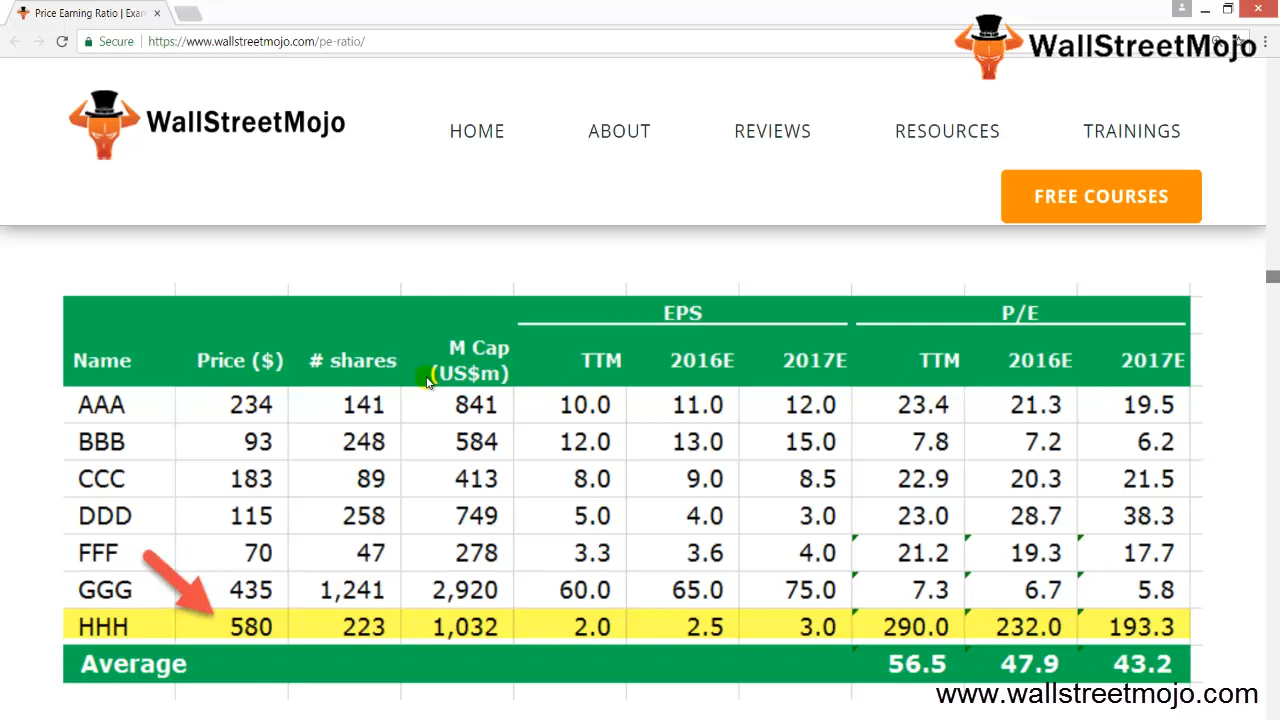 Price Earning Ratio | Exan
Secure https://www.wallstreetmojo.com/pe-ratio/
WallStreetMojo
WallStreetMojo
HOME ABOUT REVIEWS RESOURCES TRAININGS
FREE COURSES
EPS P/E
Name Price ($) # shares M Cap (US$m) TTM 2016E 2017E TTM 2016E 2017E
AAA 234 141 841 10.0 11.0 12.0 23.4 21.3 19.5
BBB 93 248 584 12.0 13.0 15.0 7.8 7.2 6.2
CCC 183 89 413 8.0 9.0 8.5 22.9 20.3 21.5
DDD 115 258 749 5.0 4.0 3.0 23.0 28.7 38.3
FFF 70 47 278 3.3 3.6 4.0 21.2 19.3 17.7
GGG 435 1,241 2,920 60.0 65.0 75.0 7.3 6.7 5.8
HHH 580 223 1,032 2.0 2.5 3.0 290.0 232.0 193.3
Average 56.5 47.9 43.2
www.wallstreetmojo.com